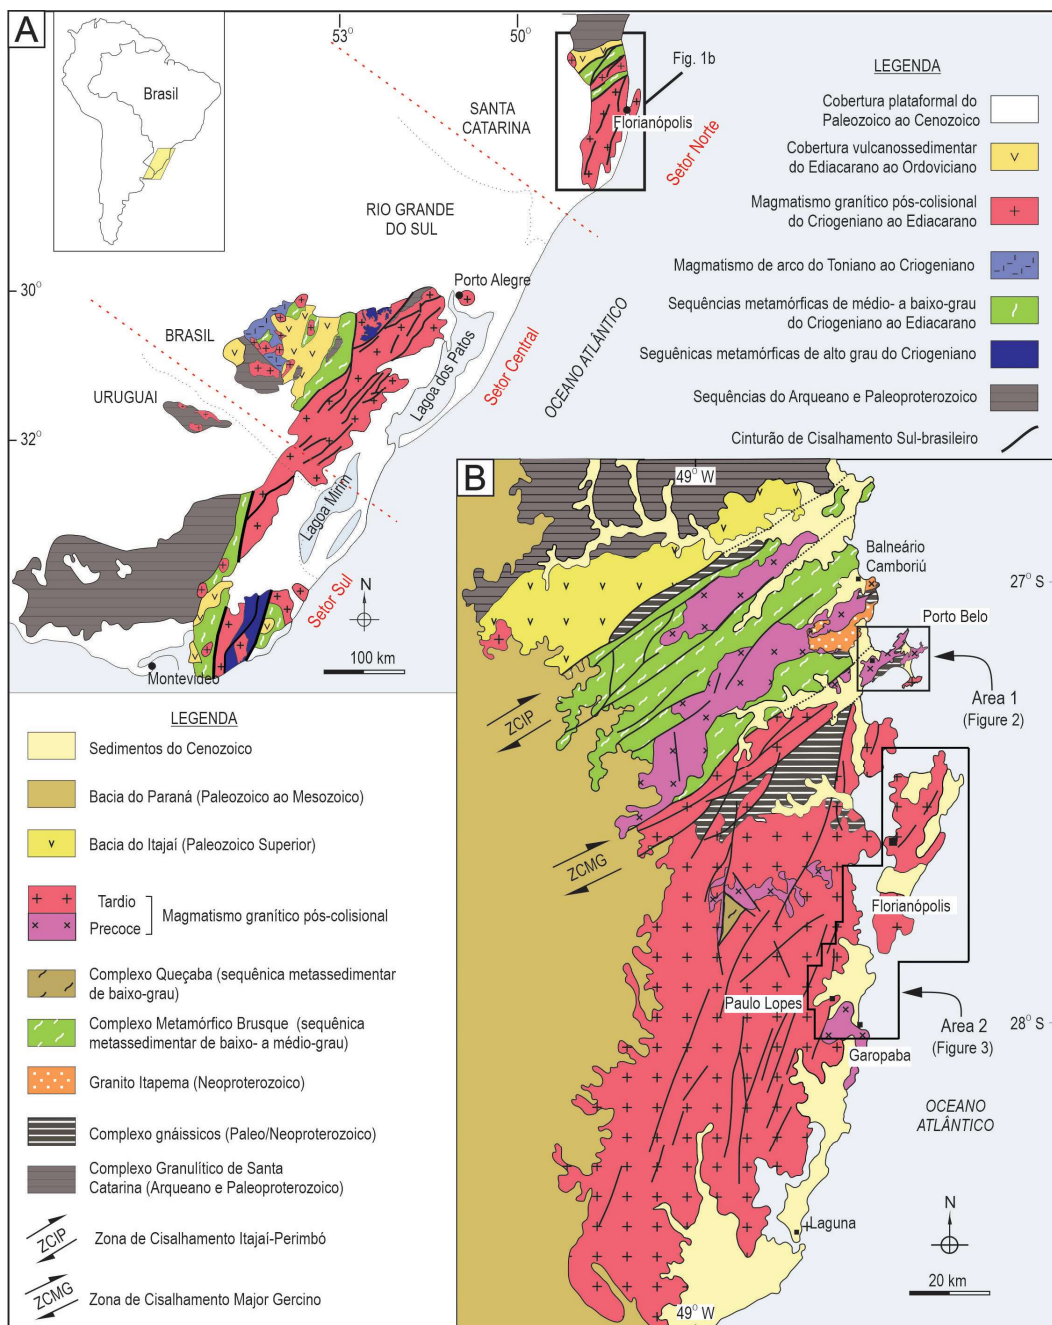 A
Brasil
53°
50°
Fig. 1b
SANTA
CATARINA
Florianópolis
Setor Norte
RIO GRANDE
DO SUL
30°
Porto Alegre
BRASIL
Lagoa dos Patos
Setor Central
OCEANO ATLÂNTICO
URUGUAI
32°
Lagoa Mirim
Setor Sul
N
100 km
Montevideo
LEGENDA
Cobertura plataformal do
Paleozoico ao Cenozoico
Cobertura vulcanossedimentar
do Ediacarano ao Ordoviciano
Magmatismo granítico pós-colisional
do Criogeniano ao Ediacarano
Magmatismo de arco do Toniano ao Criogeniano
Sequências metamórficas de médio- a baixo-grau
do Criogeniano ao Ediacarano
Seguênicas metamórficas de alto grau do Criogeniano
Sequências do Arqueano e Paleoproterozoico
Cinturão de Cisalhamento Sul-brasileiro
B
49° W
Balneário
Camboriú
27° S
Porto Belo
Area 1
(Figure 2)
ZCIP
ZCMG
Florianópolis
Paulo Lopes
Area 2
(Figure 3)
28° S
Garopaba
OCEANO
ATLÂNTICO
Laguna
N
20 km
49° W
LEGENDA
Sedimentos do Cenozoico
Bacia do Paraná (Paleozoico ao Mesozoico)
Bacia do Itajaí (Paleozoico Superior)
Tardio
Precoce
Magmatismo granítico pós-colisional
Complexo Queçaba (sequênica metassedimentar
de baixo-grau)
Complexo Metamórfico Brusque (sequênica
metassedimentar de baixo- a médio-grau)
Granito Itapema (Neoproterozoico)
Complexo gnáissicos (Paleo/Neoproterozoico)
Complexo Granulítico de Santa
Catarina (Arqueano e Paleoproterozoico)
ZCIP
Zona de Cisalhamento Itajaí-Perimbó
ZCMG
Zona de Cisalhamento Major Gercino